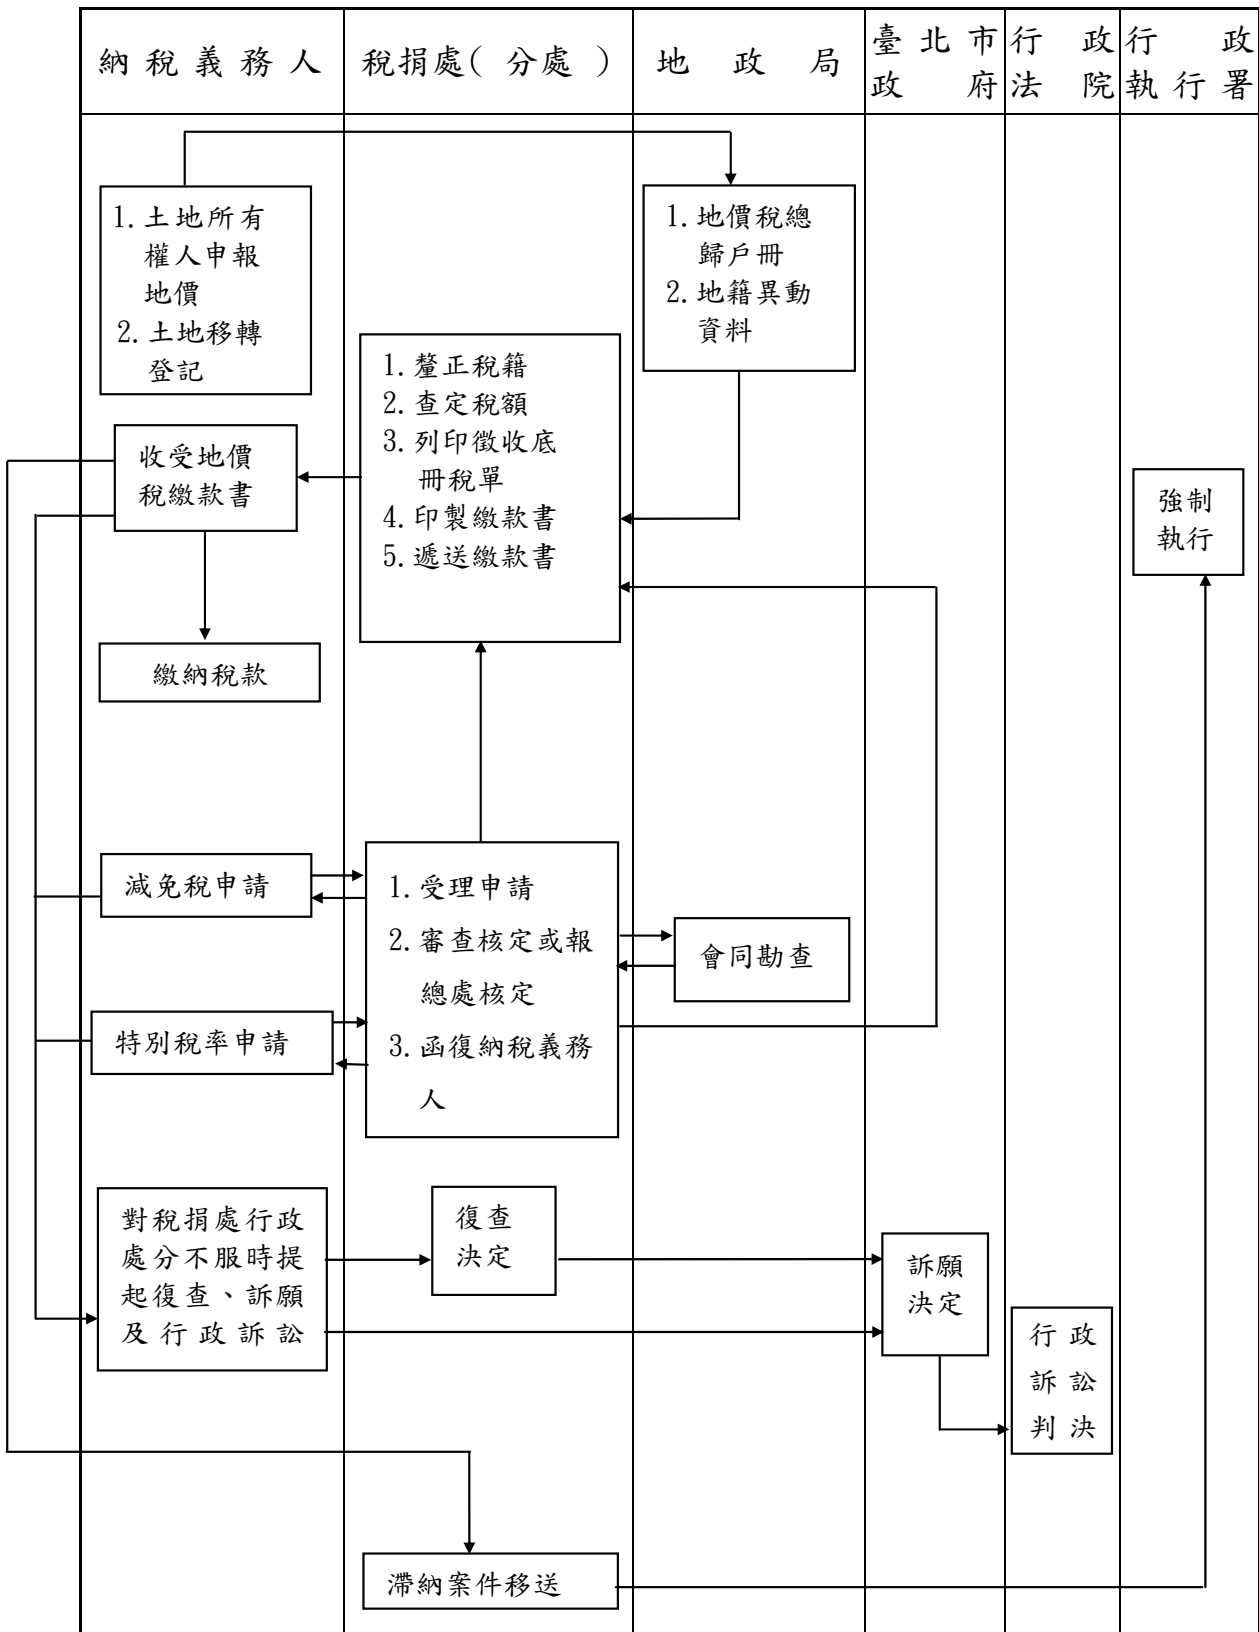 納稅義務人
稅捐處(分處)
地政局
臺北市
政府
行政
法院
行政
執行署
1.土地所有
權人申報
地價
2.土地移轉
登記
1.地價稅總
歸戶冊
2.地籍異動
資料
1.釐正稅籍
2.查定稅額
3.列印徵收底
冊稅單
4.印製繳款書
5.遞送繳款書
收受地價
稅繳款書
強制
執行
繳納稅款
減免稅申請
1.受理申請
2.審查核定或報
總處核定
3.函復納稅義務
人
會同勘查
特別稅率申請
對稅捐處行政
處分不服時提
起復查、訴願
及行政訴訟
復查
決定
訴願
決定
行政
訴訟
判決
滯納案件移送